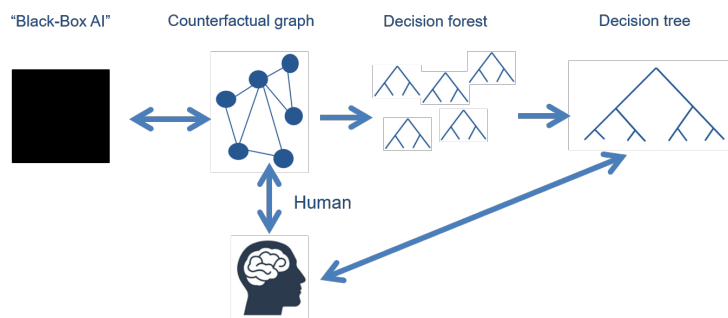 “Black-Box AI”
Counterfactual graph
Decision forest
Decision tree
Human